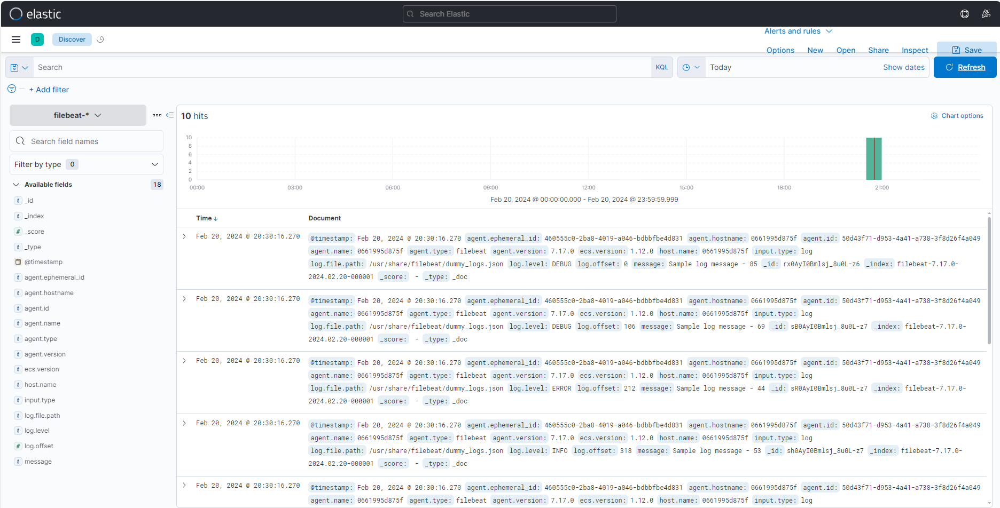 elastic
Search Elastic
D
Discover
Alerts and rules
Options New Open Share Inspect Save
Search
KQL
Today
Show dates
Refresh
+ Add filter
filebeat-*
Search field names
Filter by type 0
Available fields 18
t _id
t _index
# _score
t _type
@timestamp
t agent.ephemeral_id
t agent.hostname
t agent.id
t agent.name
t agent.type
t agent.version
t ecs.version
t host.name
t input.type
t log.file.path
t log.level
# log.offset
t message
10 hits
Chart options
10
8
6
4
2
0
00:00 03:00 06:00 09:00 12:00 15:00 18:00 21:00
Feb 20, 2024 @ 00:00:00.000 - Feb 20, 2024 @ 23:59:59.999
Time Document
Feb 20, 2024 @ 20:30:16.270
@timestamp: Feb 20, 2024 @ 20:30:16.270 agent.ephemeral_id: 460555c0-2ba8-4019-a046-bdbbfbe4d831 agent.hostname: 0661995d875f agent.id: 50d43f71-d953-4a41-a738-3f8d26f4a049
agent.name: 0661995d875f agent.type: filebeat agent.version: 7.17.0 ecs.version: 1.12.0 host.name: 0661995d875f input.type: log
log.file.path: /usr/share/filebeat/dummy_logs.json log.level: DEBUG log.offset: 0 message: Sample log message - 85 _id: rx0AyI0Bmlsj_8u0L-z6 _index: filebeat-7.17.0-
2024.02.20-000001 _score: - _type: _doc
Feb 20, 2024 @ 20:30:16.270
@timestamp: Feb 20, 2024 @ 20:30:16.270 agent.ephemeral_id: 460555c0-2ba8-4019-a046-bdbbfbe4d831 agent.hostname: 0661995d875f agent.id: 50d43f71-d953-4a41-a738-3f8d26f4a049
agent.name: 0661995d875f agent.type: filebeat agent.version: 7.17.0 ecs.version: 1.12.0 host.name: 0661995d875f input.type: log
log.file.path: /usr/share/filebeat/dummy_logs.json log.level: DEBUG log.offset: 106 message: Sample log message - 69 _id: sB0AyI0Bmlsj_8u0L-z7 _index: filebeat-7.17.0-
2024.02.20-000001 _score: - _type: _doc
Feb 20, 2024 @ 20:30:16.270
@timestamp: Feb 20, 2024 @ 20:30:16.270 agent.ephemeral_id: 460555c0-2ba8-4019-a046-bdbbfbe4d831 agent.hostname: 0661995d875f agent.id: 50d43f71-d953-4a41-a738-3f8d26f4a049
agent.name: 0661995d875f agent.type: filebeat agent.version: 7.17.0 ecs.version: 1.12.0 host.name: 0661995d875f input.type: log
log.file.path: /usr/share/filebeat/dummy_logs.json log.level: ERROR log.offset: 212 message: Sample log message - 44 _id: sR0AyI0Bmlsj_8u0L-z7 _index: filebeat-7.17.0-
2024.02.20-000001 _score: - _type: _doc
Feb 20, 2024 @ 20:30:16.270
@timestamp: Feb 20, 2024 @ 20:30:16.270 agent.ephemeral_id: 460555c0-2ba8-4019-a046-bdbbfbe4d831 agent.hostname: 0661995d875f agent.id: 50d43f71-d953-4a41-a738-3f8d26f4a049
agent.name: 0661995d875f agent.type: filebeat agent.version: 7.17.0 ecs.version: 1.12.0 host.name: 0661995d875f input.type: log
log.file.path: /usr/share/filebeat/dummy_logs.json log.level: INFO log.offset: 318 message: Sample log message - 53 _id: sh0AyI0Bmlsj_8u0L-z7 _index: filebeat-7.17.0-
2024.02.20-000001 _score: - _type: _doc
Feb 20, 2024 @ 20:30:16.270
@timestamp: Feb 20, 2024 @ 20:30:16.270 agent.ephemeral_id: 460555c0-2ba8-4019-a046-bdbbfbe4d831 agent.hostname: 0661995d875f agent.id: 50d43f71-d953-4a41-a738-3f8d26f4a049
agent.name: 0661995d875f agent.type: filebeat agent.version: 7.17.0 ecs.version: 1.12.0 host.name: 0661995d875f input.type: log